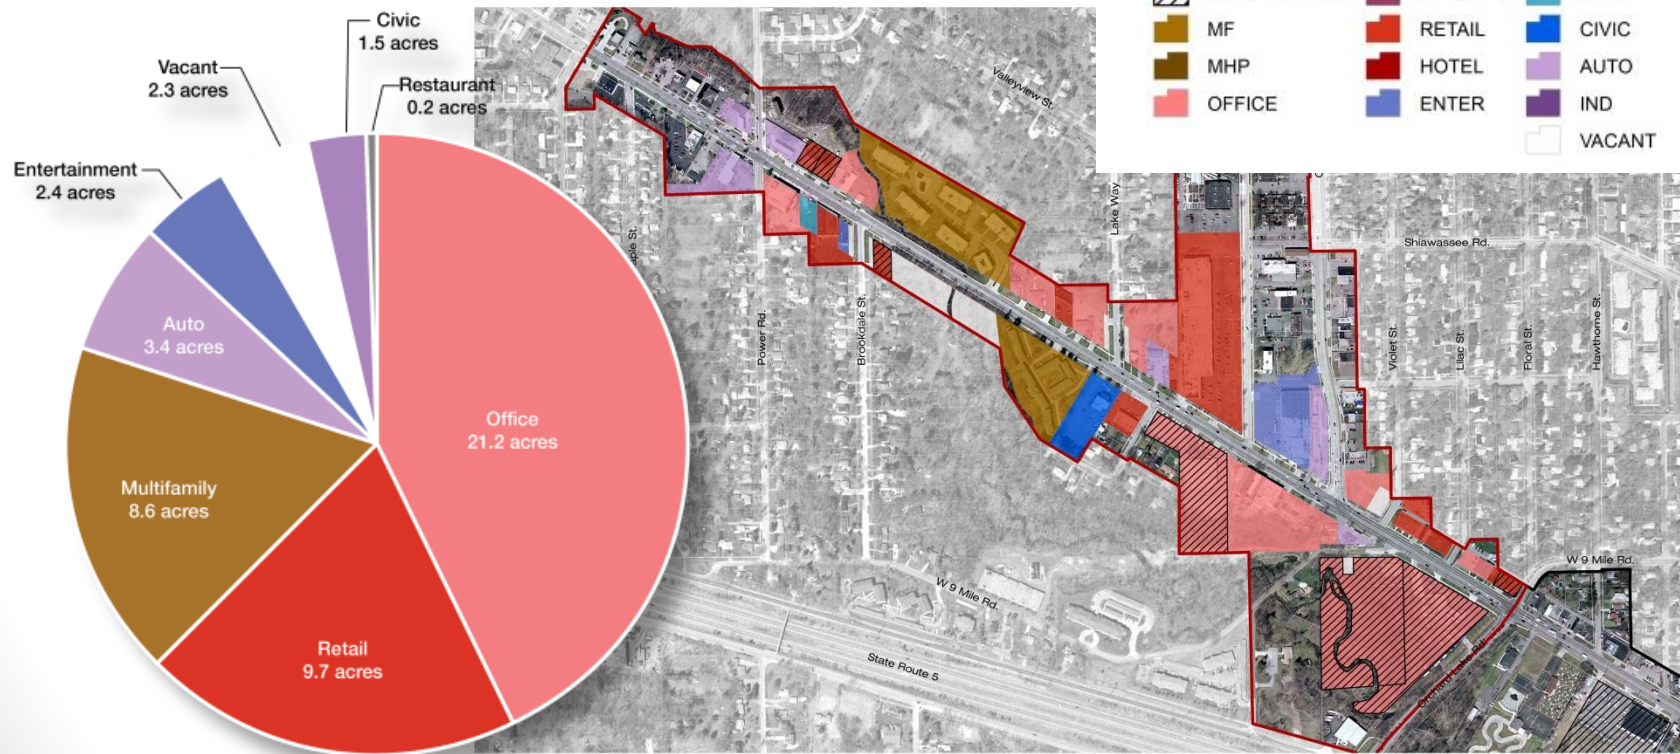 Civic
1.5 acres
Vacant
2.3 acres
Restaurant
0.2 acres
Entertainment
2.4 acres
Auto
3.4 acres
Office
21.2 acres
Multifamily
8.6 acres
Retail
9.7 acres
MF
RETAIL
CIVIC
MHP
HOTEL
AUTO
OFFICE
ENTER
IND
VACANT
Valleyview St.
Lake Way
Shiawassee Rd.
Power Rd.
Brookdale St.
Violet St.
Lilac St.
Floral St.
Hawthorne St.
W 9 Mile Rd.
W 9 Mile Rd.
State Route 5